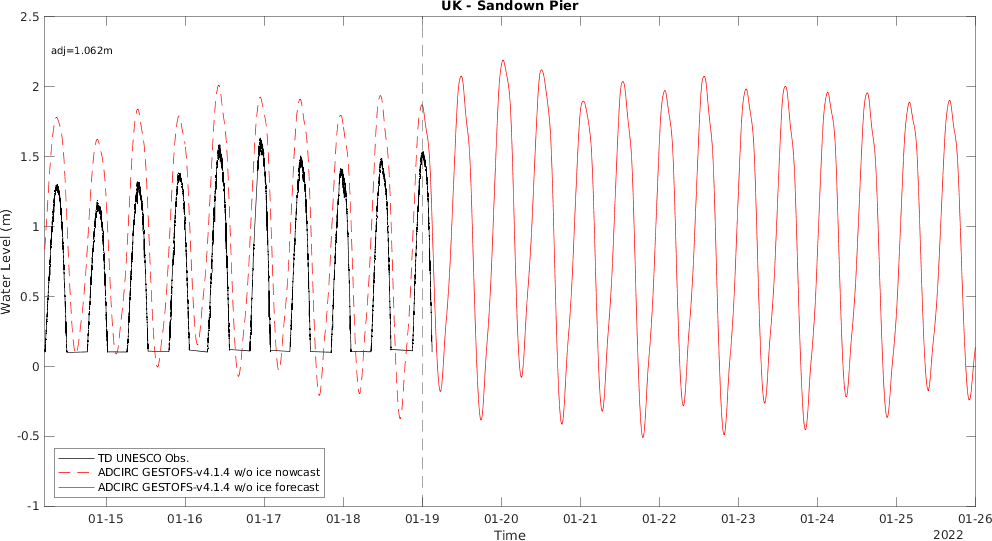 UK - Sandown Pier
adj=1.062m
2.5
2
1.5
1
0.5
0
-0.5
-1
Water Level (m)
TD UNESCO Obs.
ADCIRC GESTOFS-v4.1.4 w/o ice nowcast
ADCIRC GESTOFS-v4.1.4 w/o ice forecast
01-15 01-16 01-17 01-18 01-19 01-20 01-21 01-22 01-23 01-24 01-25 01-26
Time
2022